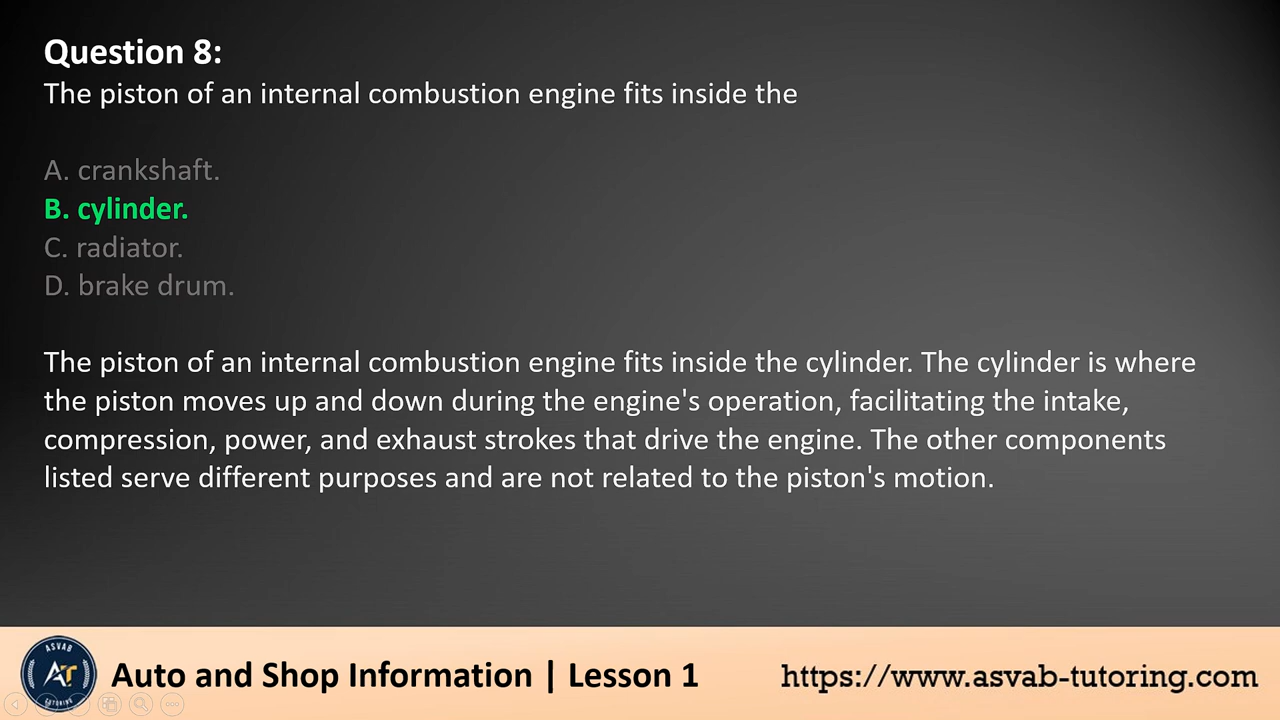 Question 8:
The piston of an internal combustion engine fits inside the
A. crankshaft.
B. cylinder.
C. radiator.
D. brake drum.
The piston of an internal combustion engine fits inside the cylinder. The cylinder is where
the piston moves up and down during the engine's operation, facilitating the intake,
compression, power, and exhaust strokes that drive the engine. The other components
listed serve different purposes and are not related to the piston's motion.
ASVAB
AT
TUTORING
Auto and Shop Information | Lesson 1
https://www.asvab-tutoring.com